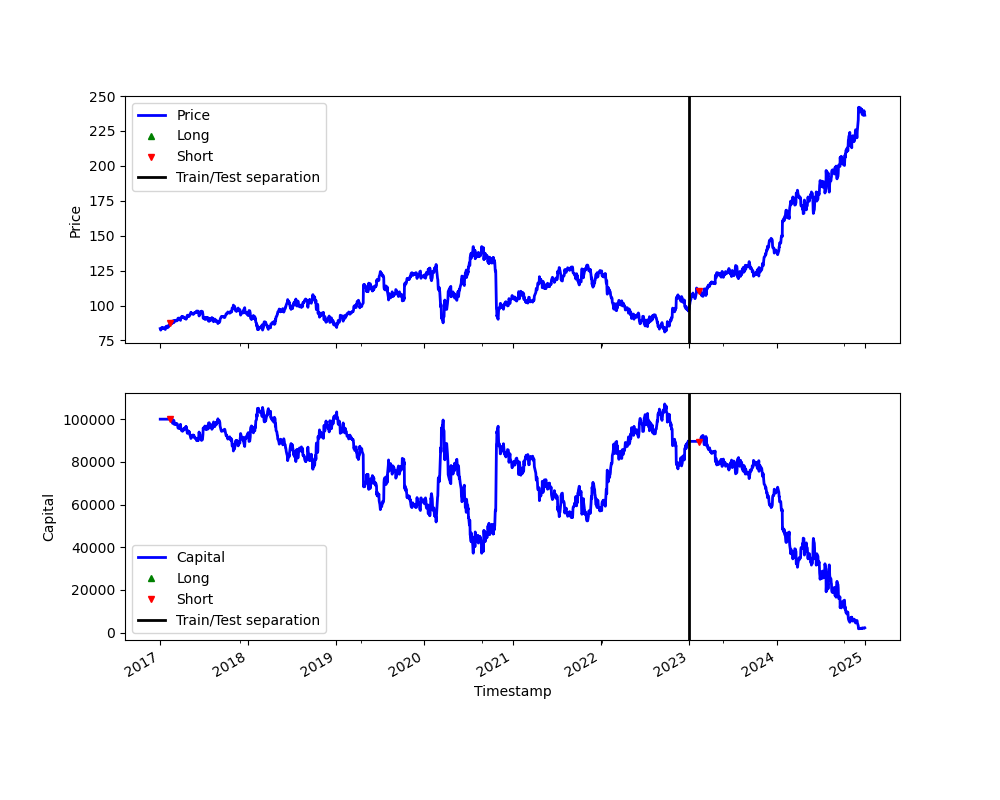 250
225
200
175
150
125
100
75
Price
Price
Long
Short
Train/Test separation
100000
80000
60000
40000
20000
0
Capital
Capital
Long
Short
Train/Test separation
2017
2018
2019
2020
2021
2022
2023
2024
2025
Timestamp